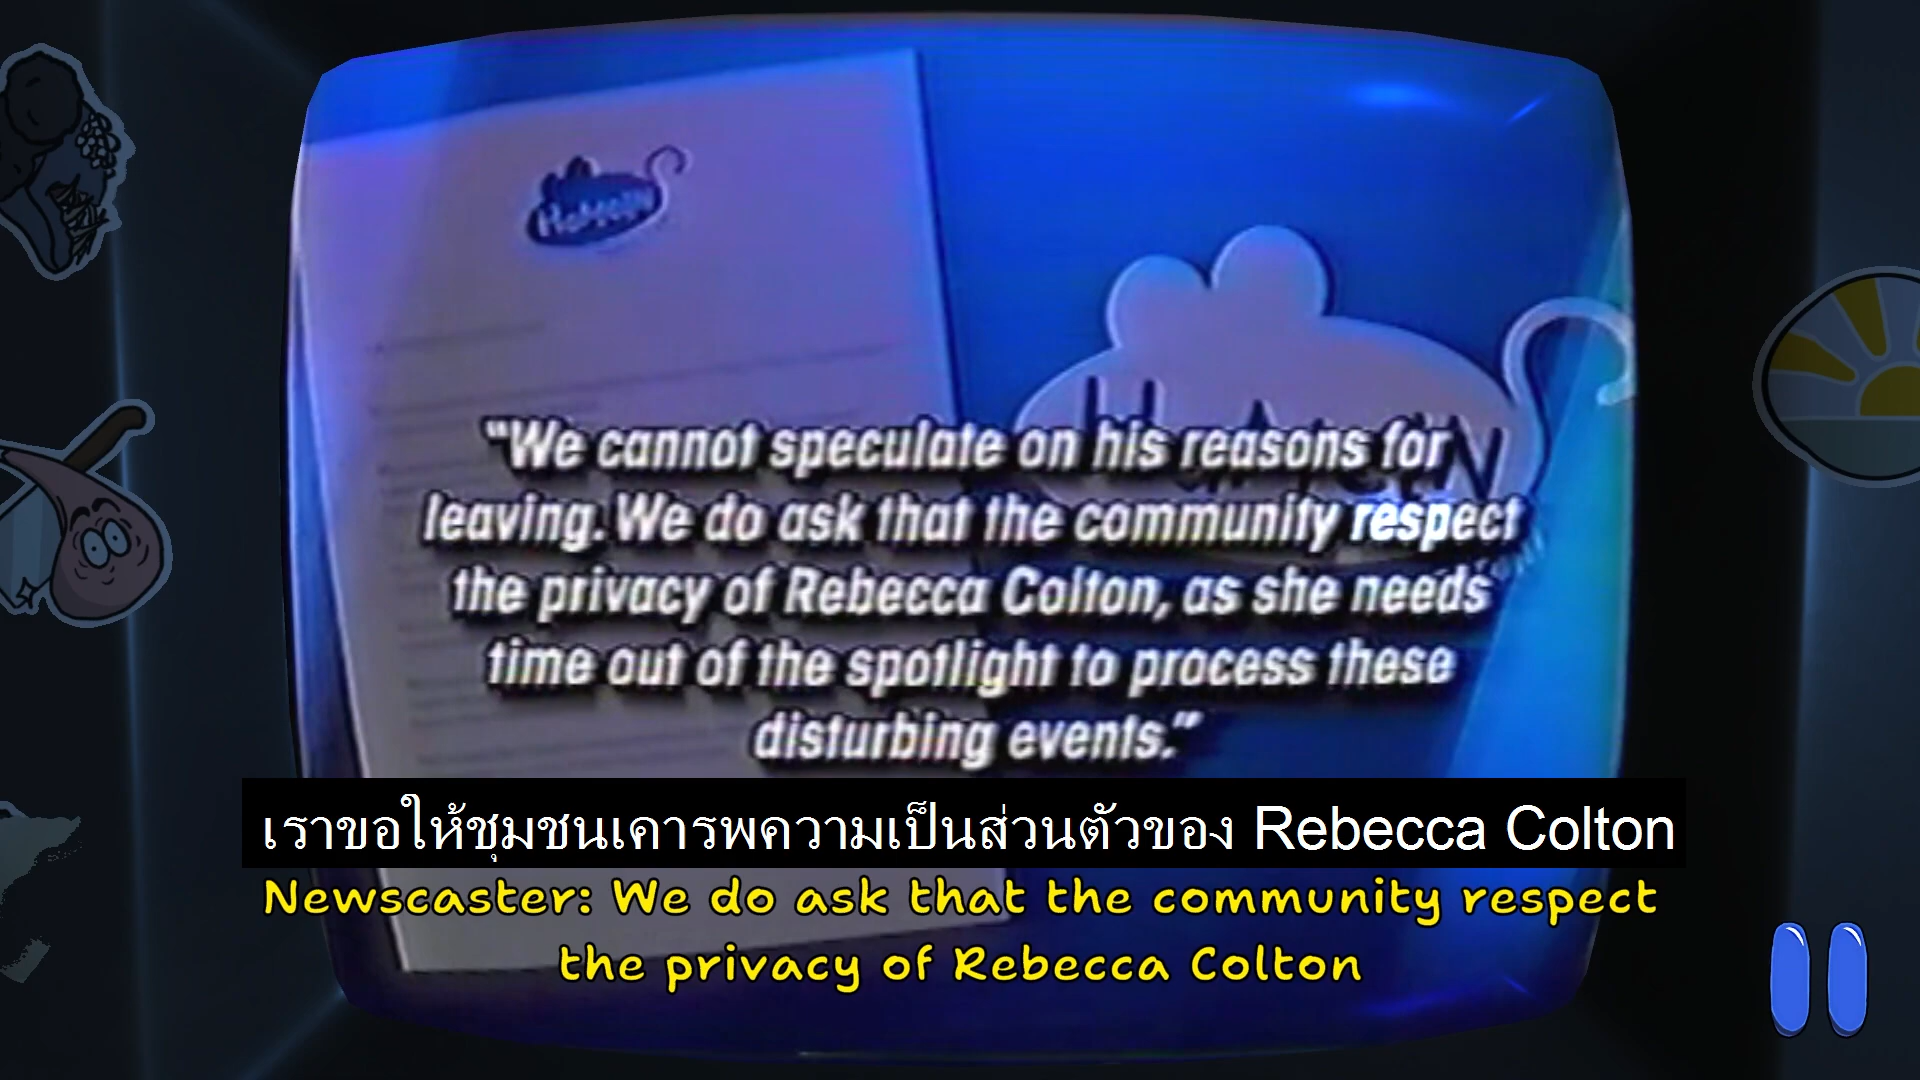 HaMeln
"We cannot speculate on his reasons for
leaving. We do ask that the community respect
the privacy of Rebecca Colton, as she needs
time out of the spotlight to process these
disturbing events."
เราขอให้ชุมชนเคารพความเป็นส่วนตัวของ Rebecca Colton
Newscaster: We do ask that the community respect
the privacy of Rebecca Colton